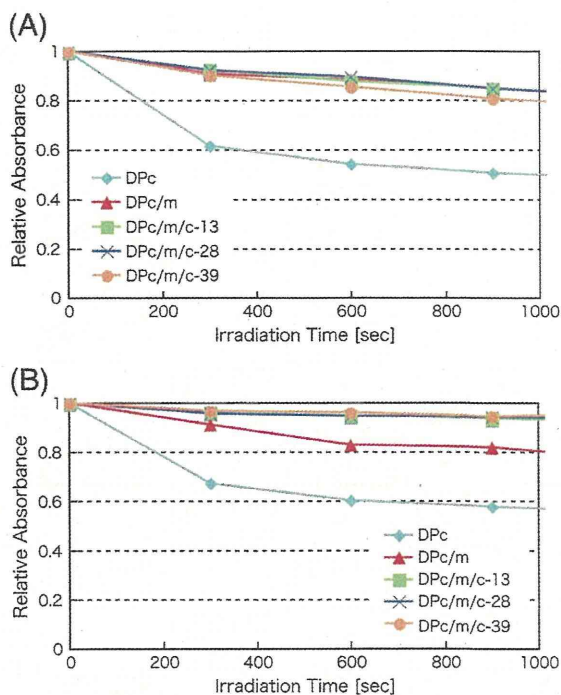 (A)
1
0.8
0.6
0.4
0.2
0
Relative Absorbance
DPc
DPc/m
DPc/m/c-13
DPc/m/c-28
DPc/m/c-39
0 200 400 600 800 1000
Irradiation Time [sec]
(B)
1
0.8
0.6
0.4
0.2
0
Relative Absorbance
DPc
DPc/m
DPc/m/c-13
DPc/m/c-28
DPc/m/c-39
0 200 400 600 800 1000
Irradiation Time [sec]